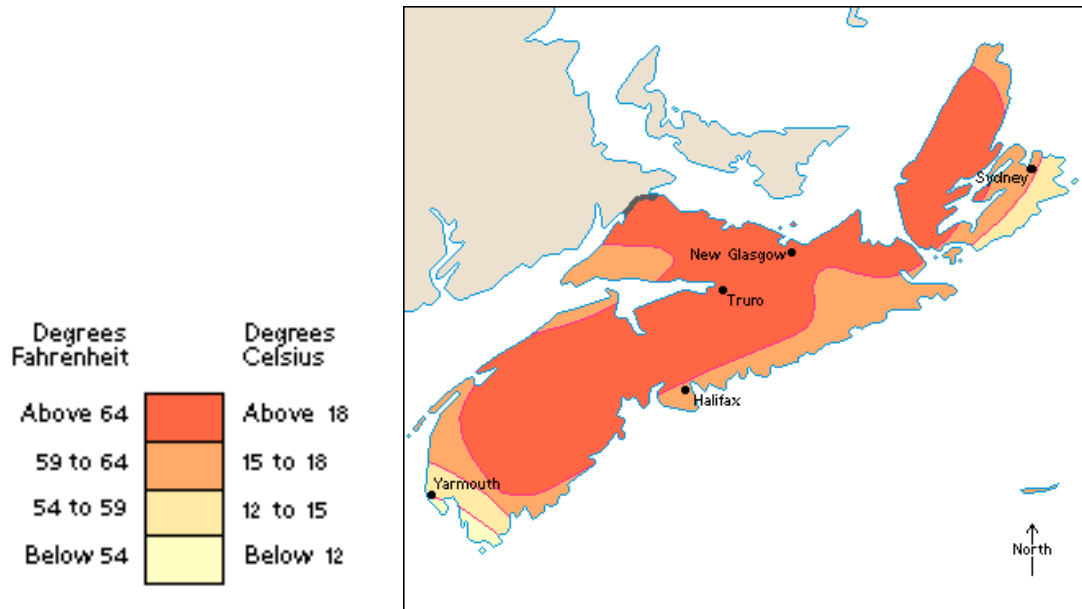 Degrees
Fahrenheit
Degrees
Celsius
Above 64
Above 18
59 to 64
15 to 18
54 to 59
12 to 15
Below 54
Below 12
Sydney
New Glasgow
Truro
Halifax
Yarmouth
North